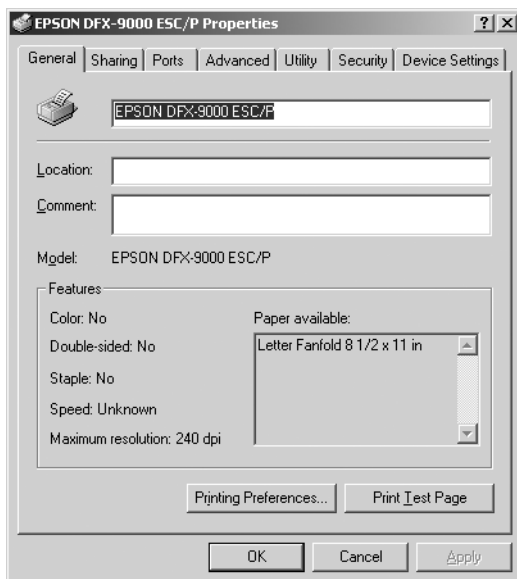 EPSON DFX-9000 ESC/P Properties
General Sharing Ports Advanced Utility Security Device Settings
EPSON DFX-9000 ESC/P
Location:
Comment:
Model: EPSON DFX-9000 ESC/P
Features
Color: No
Paper available:
Double-sided: No
Letter Fanfold 8 1/2 x 11 in
Staple: No
Speed: Unknown
Maximum resolution: 240 dpi
Printing Preferences... Print Test Page
OK Cancel Apply